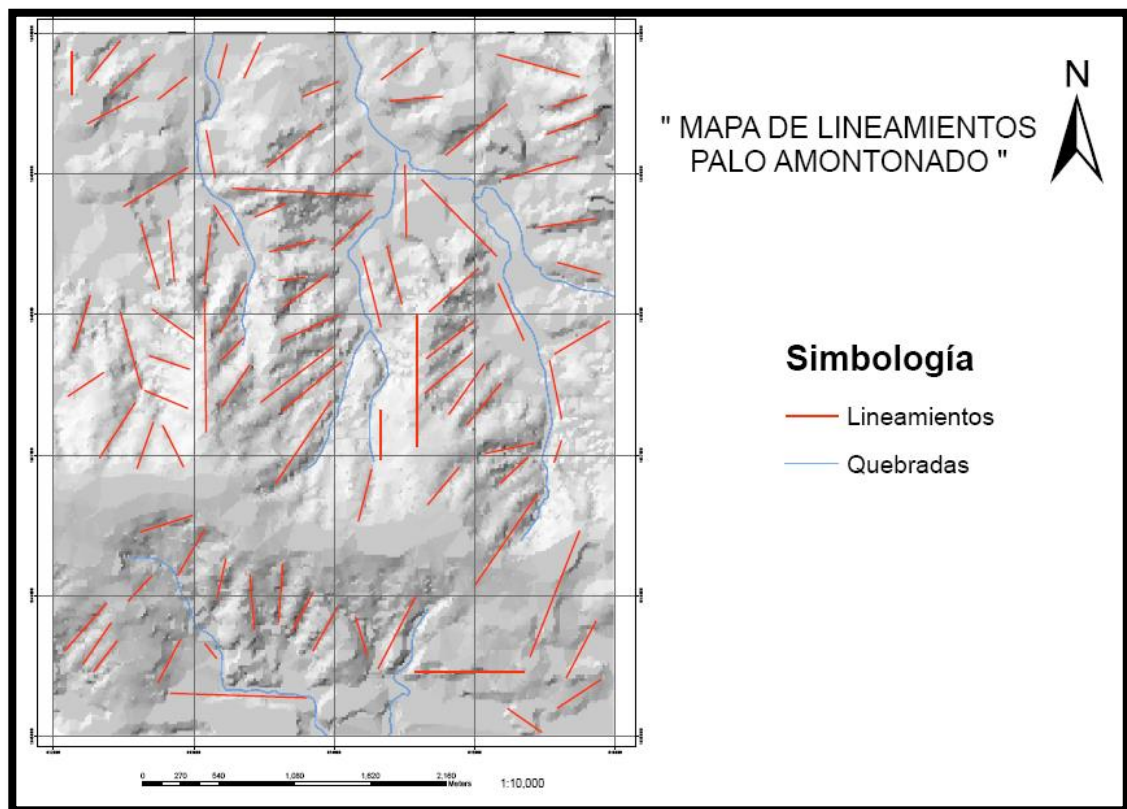 " MAPA DE LINEAMIENTOS
PALO AMONTONADO "
N
Simbología
Lineamientos
Quebradas
0 270 540 1,080 1,620 2,160
Meters
1:10,000